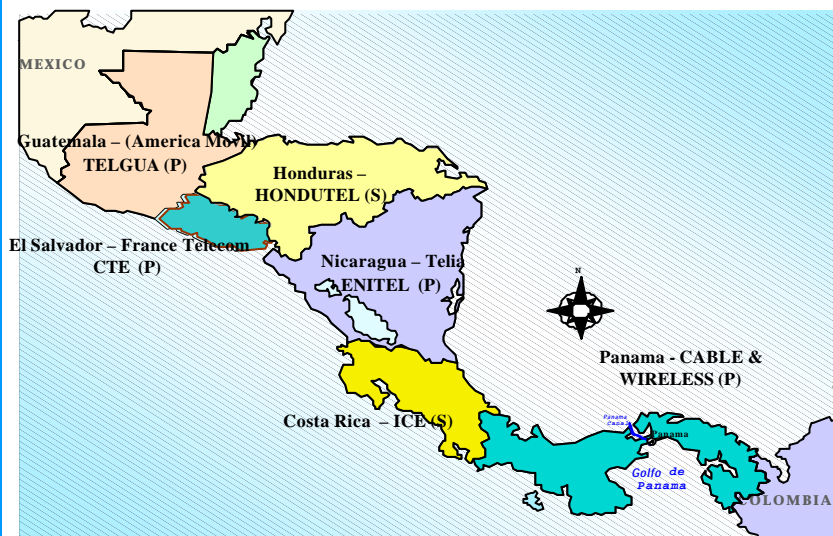 MEXICO
Guatemala – (America Movil)
TELGUA (P)
Honduras –
HONDUTEL (S)
El Salvador – France Telecom
CTE (P)
Nicaragua – Telia
ENITEL (P)
N
Panama - CABLE &
WIRELESS (P)
Costa Rica – ICE (S)
Panama
Canal
Panama
Golfo de
Panama
COLOMBIA